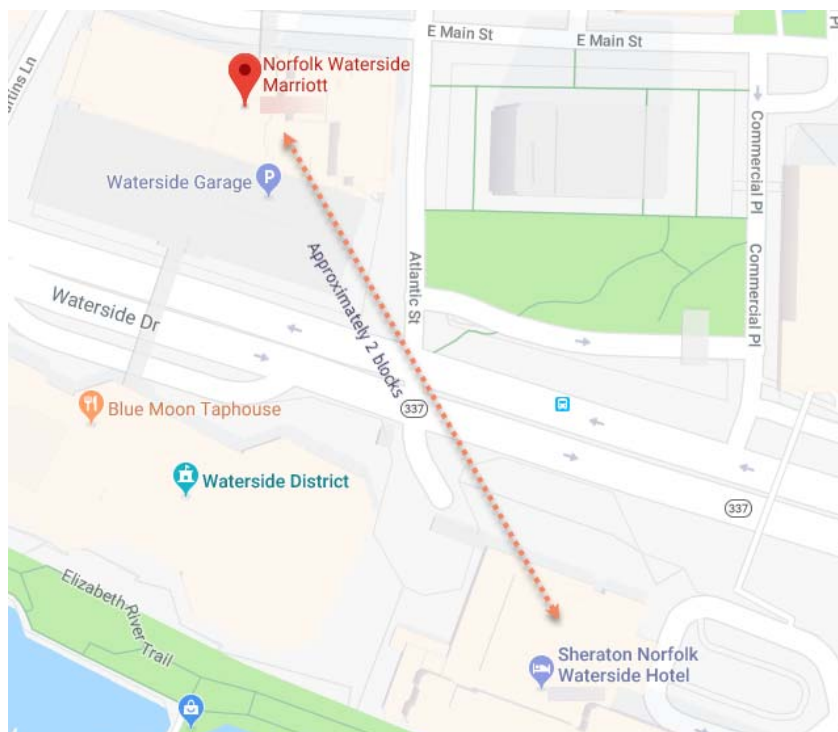 E Main St
E Main St
M
Norfolk Waterside
Marriott
Commercial Pl
Waterside Garage
P
Approximately 2 blocks
Atlantic St
Commercial Pl
Waterside Dr
Blue Moon Taphouse
337
Waterside District
337
Elizabeth River
Trail
Sheraton Norfolk
Waterside Hotel